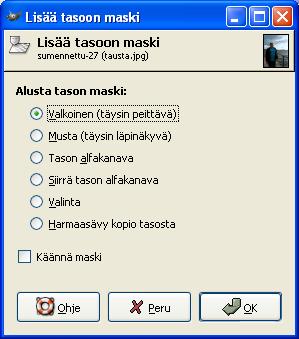 Lisää tasoon maski
Lisää tasoon maski
sumennettu-27 (tausta.jpg)
Alusta tason maski:
Valkoinen (täysin peittävä)
Musta (täysin läpinäkyvä)
Tason alfakanava
Siirrä tason alfakanava
Valinta
Harmaasävy kopio tasosta
Käännä maski
Ohje
Peru
OK